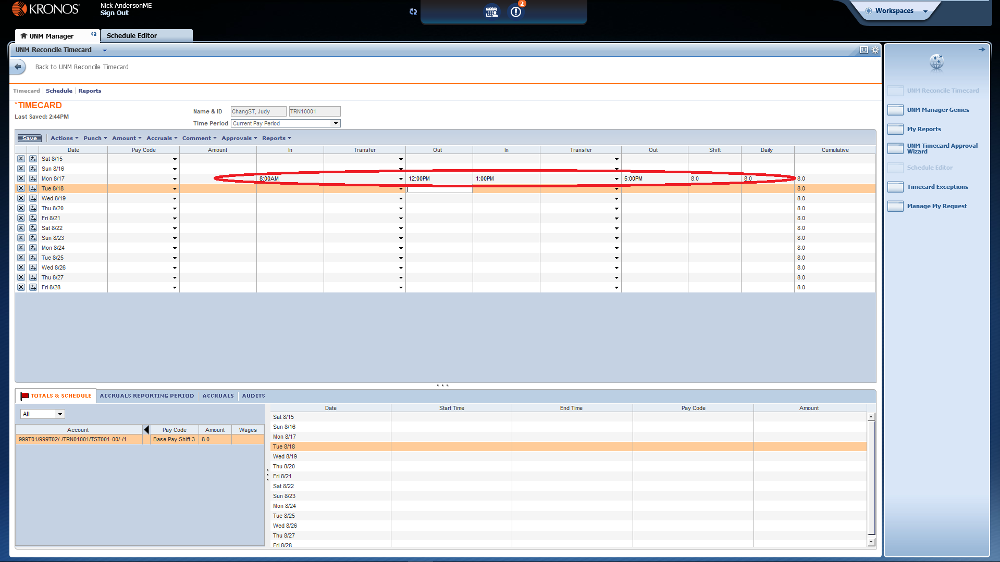 KRONOS
Nick AndersonME
Sign Out
2
Workspaces
UNM Manager
Schedule Editor
UNM Reconcile Timecard
Back to UNM Reconcile Timecard
Timecard Schedule Reports
*TIMECARD
Last Saved: 2:44PM
Name & ID ChangST, Judy TRN10001
Time Period Current Pay Period
Save Actions Punch Amount Accruals Comment Approvals Reports
Date Pay Code Amount In Transfer Out In Transfer Out Shift Daily Cumulative
Sat 8/15
Sun 8/16
Mon 8/17 8:00AM 12:00PM 1:00PM 5:00PM 8.0 8.0 8.0
Tue 8/18 8.0
Wed 8/19 8.0
Thu 8/20 8.0
Fri 8/21 8.0
Sat 8/22 8.0
Sun 8/23 8.0
Mon 8/24 8.0
Tue 8/25 8.0
Wed 8/26 8.0
Thu 8/27 8.0
Fri 8/28 8.0
TOTALS & SCHEDULE ACCRUALS REPORTING PERIOD ACCRUALS AUDITS
All
Account Pay Code Amount Wages
999T01/999T02/-/TRN01001/TST001-00/-/1 Base Pay Shift 3 8.0
Date Start Time End Time Pay Code Amount
Sat 8/15
Sun 8/16
Mon 8/17
Tue 8/18
Wed 8/19
Thu 8/20
Fri 8/21
Sat 8/22
Sun 8/23
Mon 8/24
Tue 8/25
Wed 8/26
Thu 8/27
Fri 8/28
UNM Reconcile Timecard
UNM Manager Genies
My Reports
UNM Timecard Approval
Wizard
Schedule Editor
Timecard Exceptions
Manage My Request